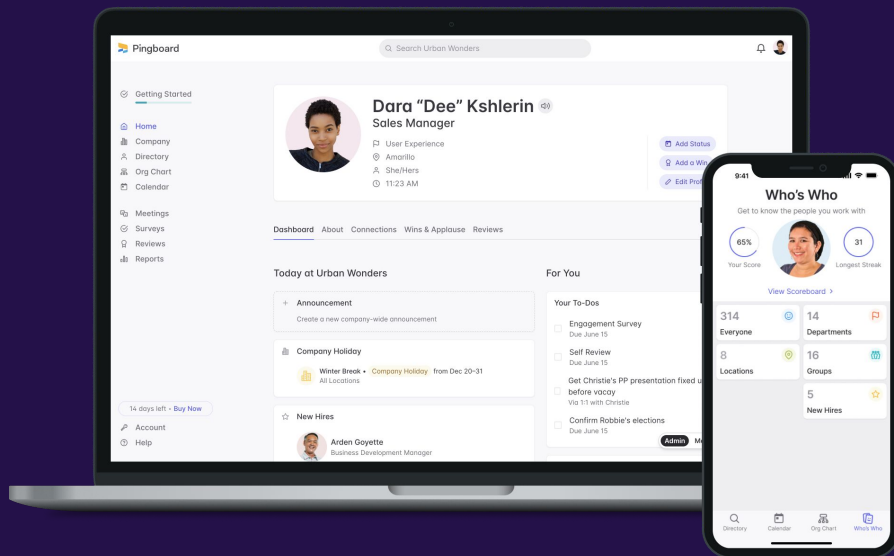 Pingboard
Search Urban Wonders
Getting Started
Home
Company
Directory
Org Chart
Calendar
Meetings
Surveys
Reviews
Reports
14 days left • Buy Now
Account
Help
Dara “Dee” Kshlerin
Sales Manager
User Experience
Amarillo
She/Hers
11:23 AM
Add Status
Add a Win
Edit
Dashboard About Connections Wins & Applause Reviews
Today at Urban Wonders
Announcement
Create a new company-wide announcement
Company Holiday
Winter Break • Company Holiday from Dec 20–31
All Locations
New Hires
Arden Goyette
Business Development Manager
For You
Your To-Dos
Engagement Survey
Due June 15
Self Review
Due June 15
Get Christie's PP presentation fixed
before vacay
Via 1:1 with Christie
Confirm Robbie's elections
Due June 15
Admin
9:41
Who's Who
Get to know the people you work with
65%
Your Score
31
Longest Streak
View Scoreboard >
314
Everyone
14
Departments
8
Locations
16
Groups
5
New Hires
Directory Calendar Org Chart Who's Who